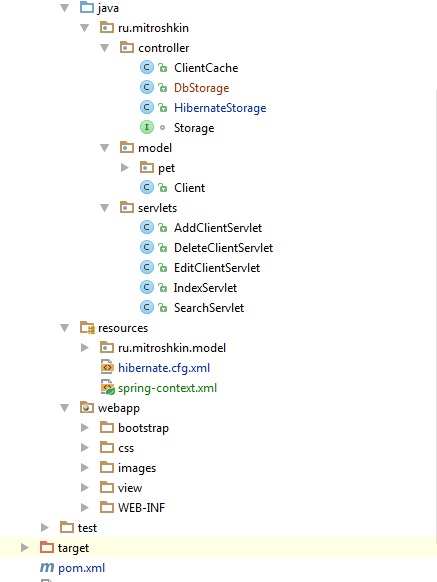 java
ru.mitroshkin
controller
C ClientCache
C DbStorage
C HibernateStorage
I Storage
model
pet
C Client
servlets
C AddClientServlet
C DeleteClientServlet
C EditClientServlet
C IndexServlet
C SearchServlet
resources
ru.mitroshkin.model
hibernate.cfg.xml
spring-context.xml
webapp
bootstrap
css
images
view
WEB-INF
test
target
m pom.xml